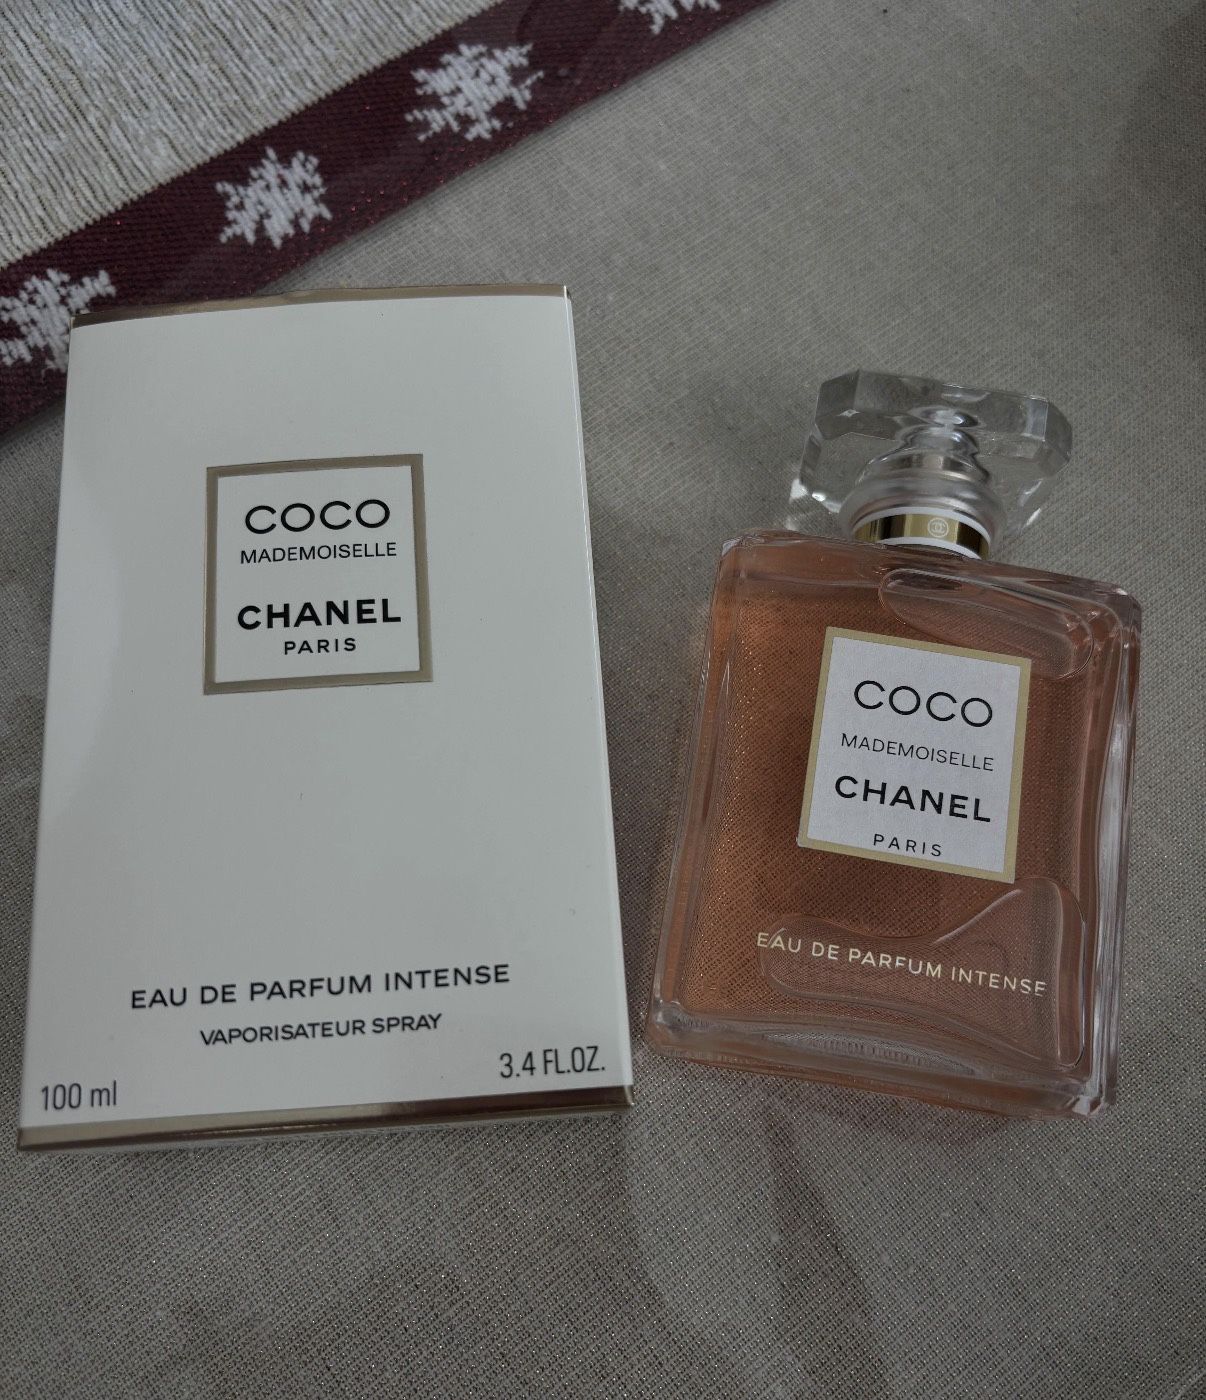 COCO
MADEMOISELLE
CHANEL
PARIS
EAU DE PARFUM INTENSE
VAPORISATEUR SPRAY
100 ml
3.4 FL.OZ.
COCO
MADEMOISELLE
CHANEL
PARIS
EAU DE PARFUM INTENSE